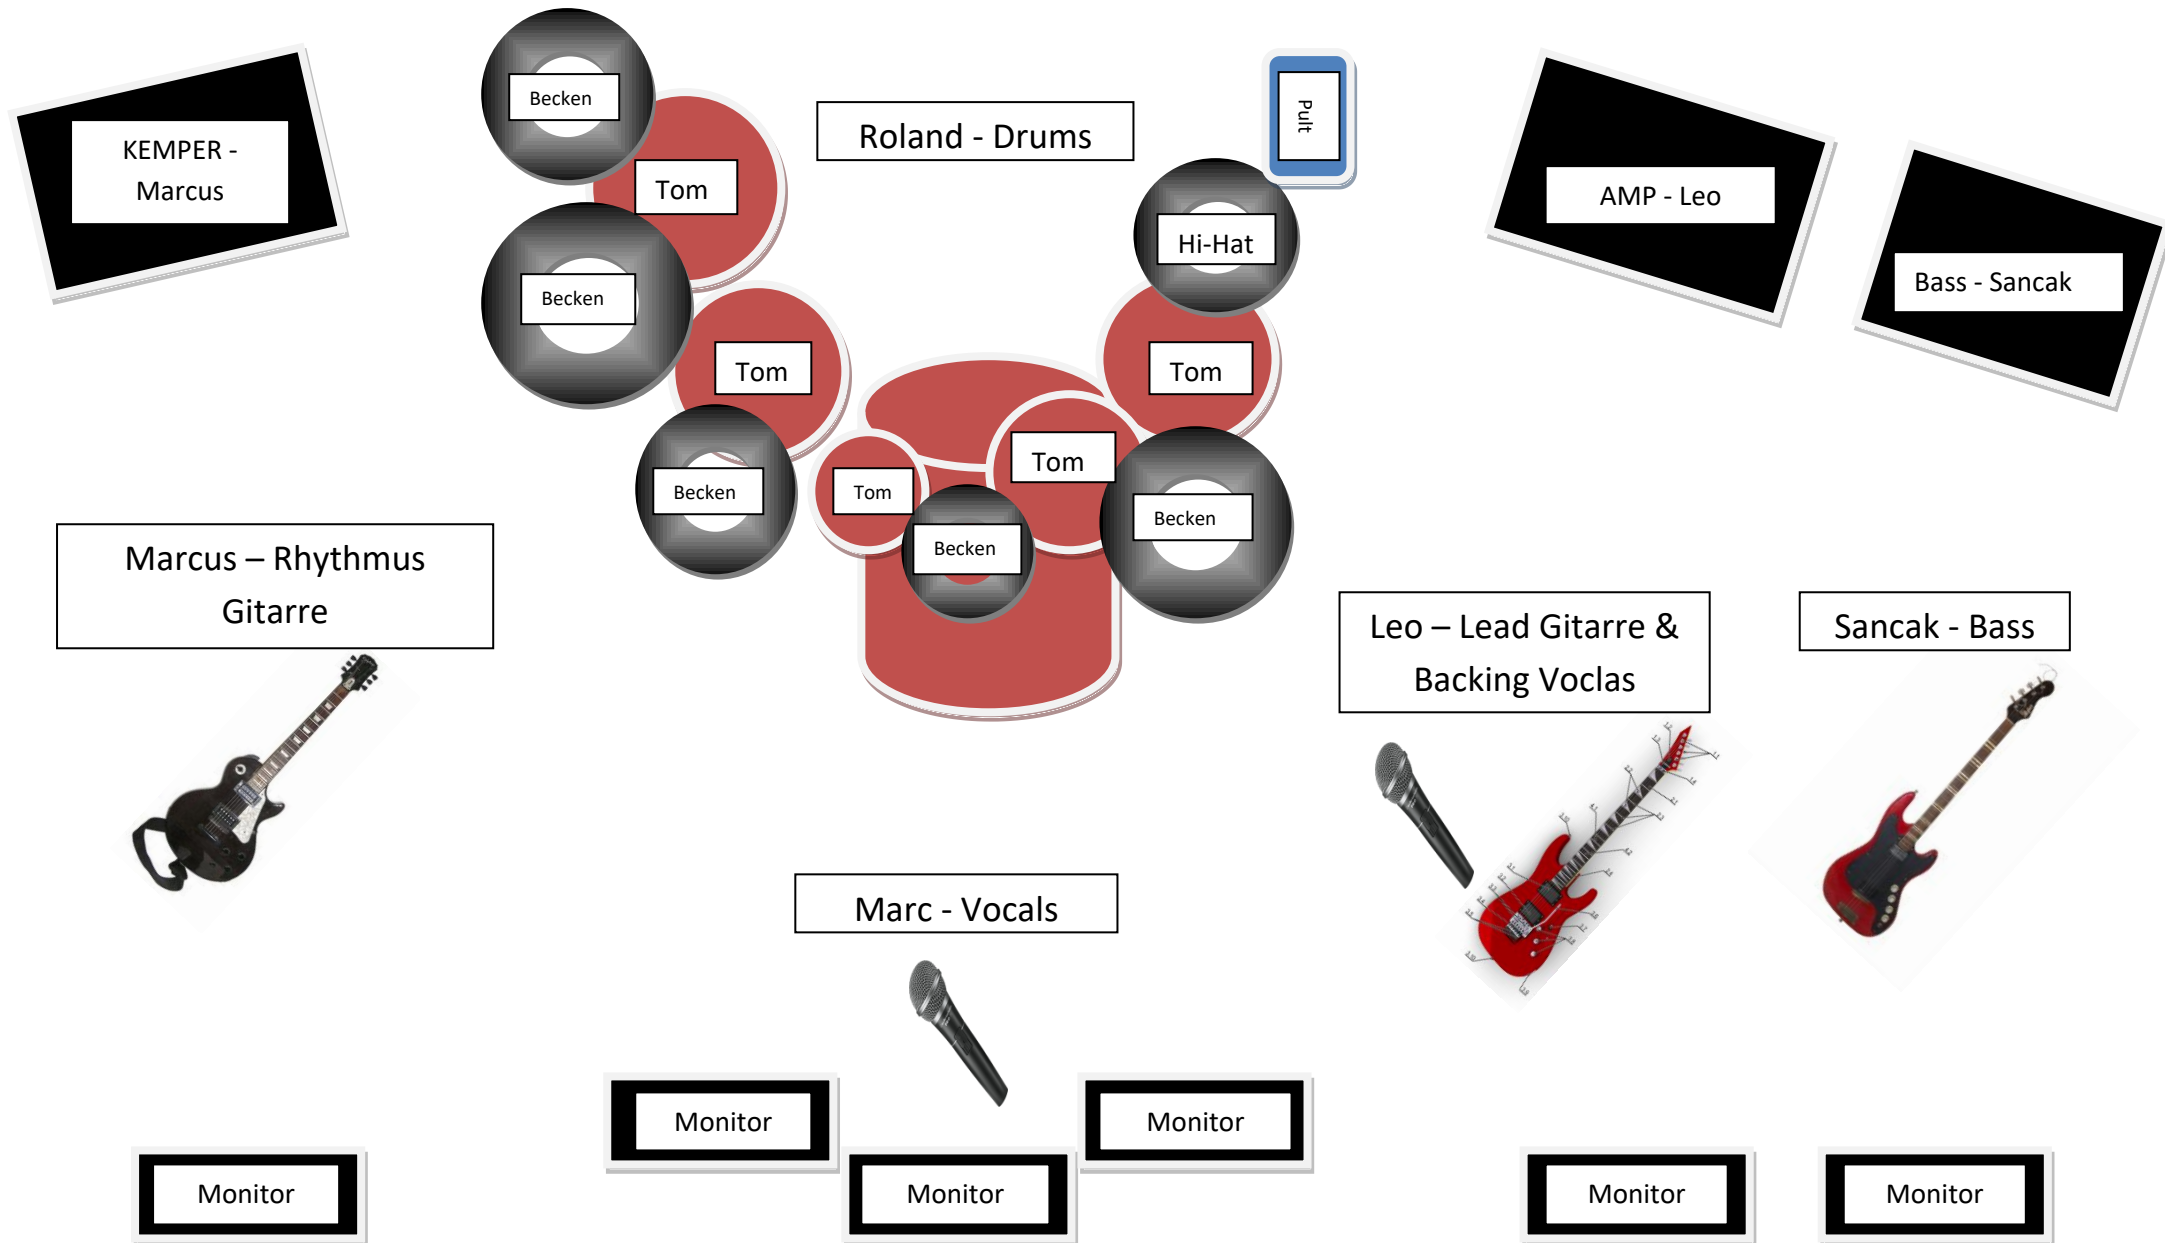 Becken
Pult
Roland - Drums
KEMPER -
Marcus
Tom
AMP - Leo
Hi-Hat
Bass - Sancak
Becken
Tom
Tom
Tom
Becken
Tom
Becken
Becken
Marcus – Rhythmus
Gitarre
Leo – Lead Gitarre &
Backing Voclas
Sancak - Bass
Marc - Vocals
Monitor
Monitor
Monitor
Monitor
Monitor
Monitor